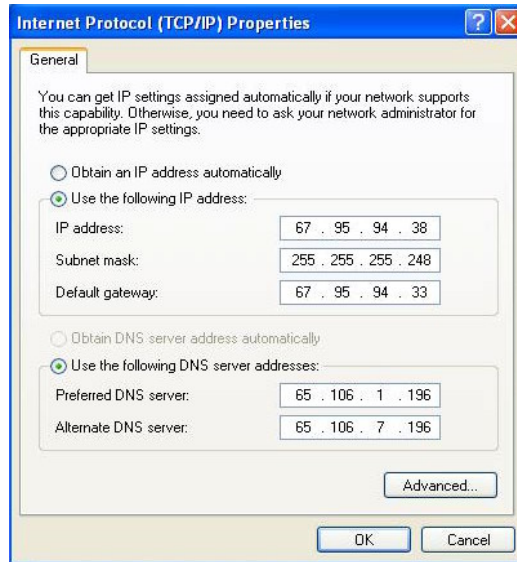 Internet Protocol (TCP/IP) Properties
General
You can get IP settings assigned automatically if your network supports
this capability. Otherwise, you need to ask your network administrator for
the appropriate IP settings.
Obtain an IP address automatically
Use the following IP address:
IP address: 67 . 95 . 94 . 38
Subnet mask: 255 . 255 . 255 . 248
Default gateway: 67 . 95 . 94 . 33
Obtain DNS server address automatically
Use the following DNS server addresses:
Preferred DNS server: 65 . 106 . 1 . 196
Alternate DNS server: 65 . 106 . 7 . 196
Advanced...
OK Cancel